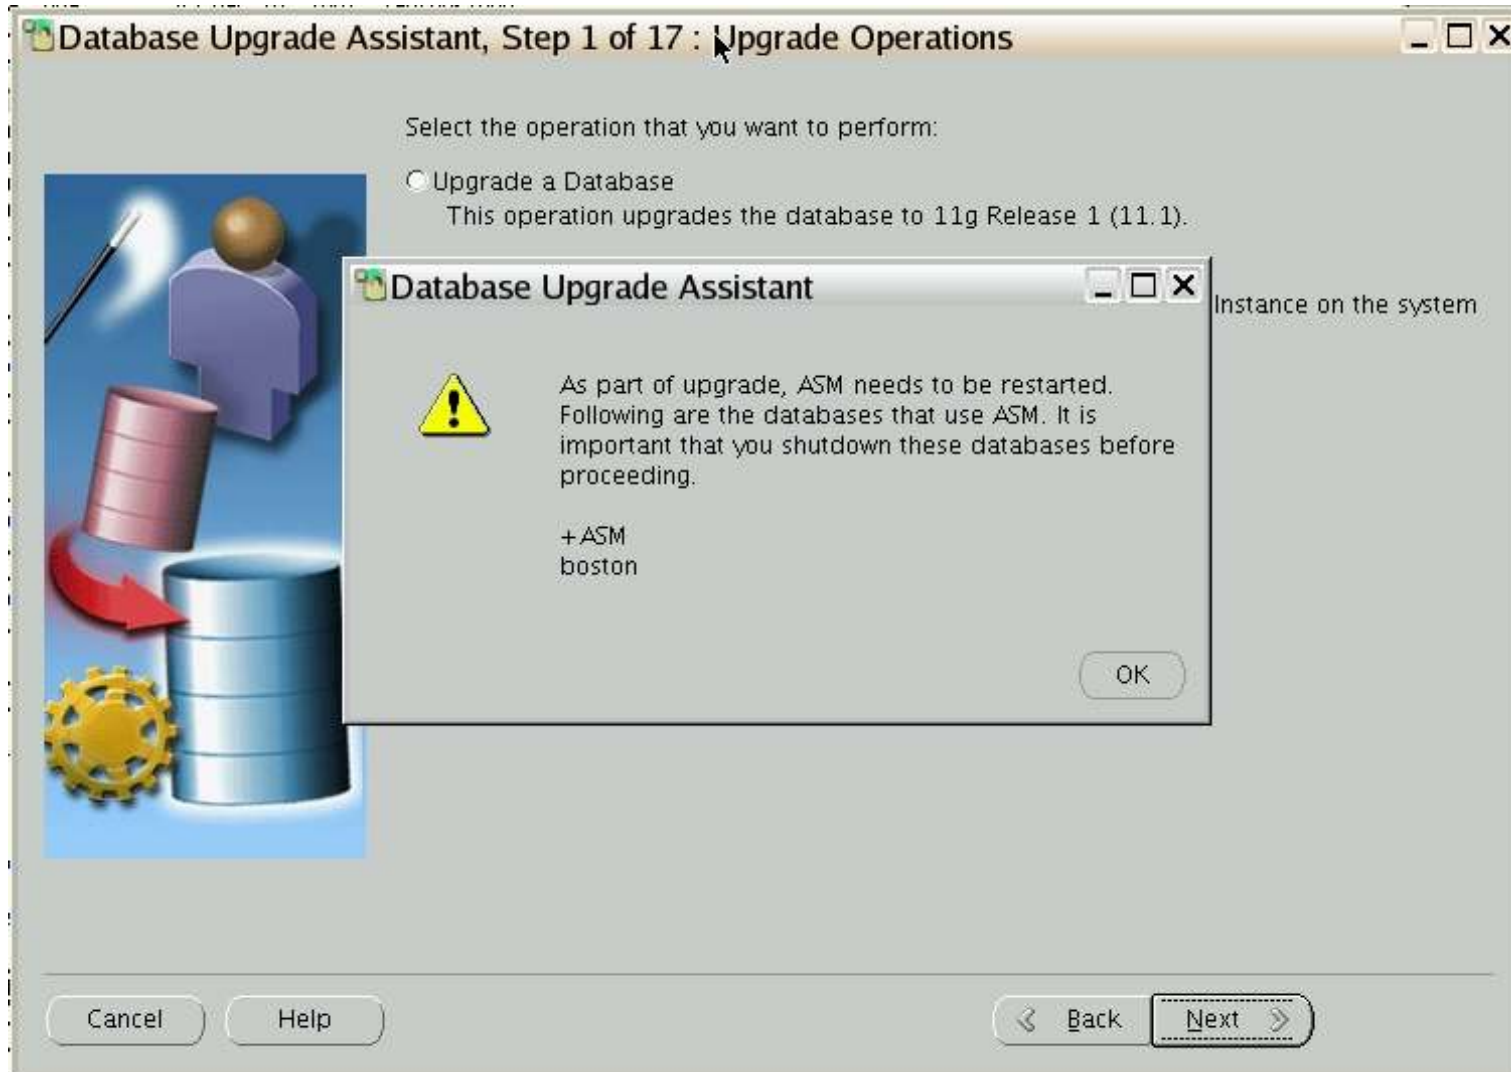 Database Upgrade Assistant, Step 1 of 17 : Upgrade Operations
Select the operation that you want to perform:
Upgrade a Database
This operation upgrades the database to 11g Release 1 (11.1).
Instance on the system
Database Upgrade Assistant
As part of upgrade, ASM needs to be restarted.
Following are the databases that use ASM. It is
important that you shutdown these databases before
proceeding.
+ASM
boston
OK
Cancel
Help
Back
Next